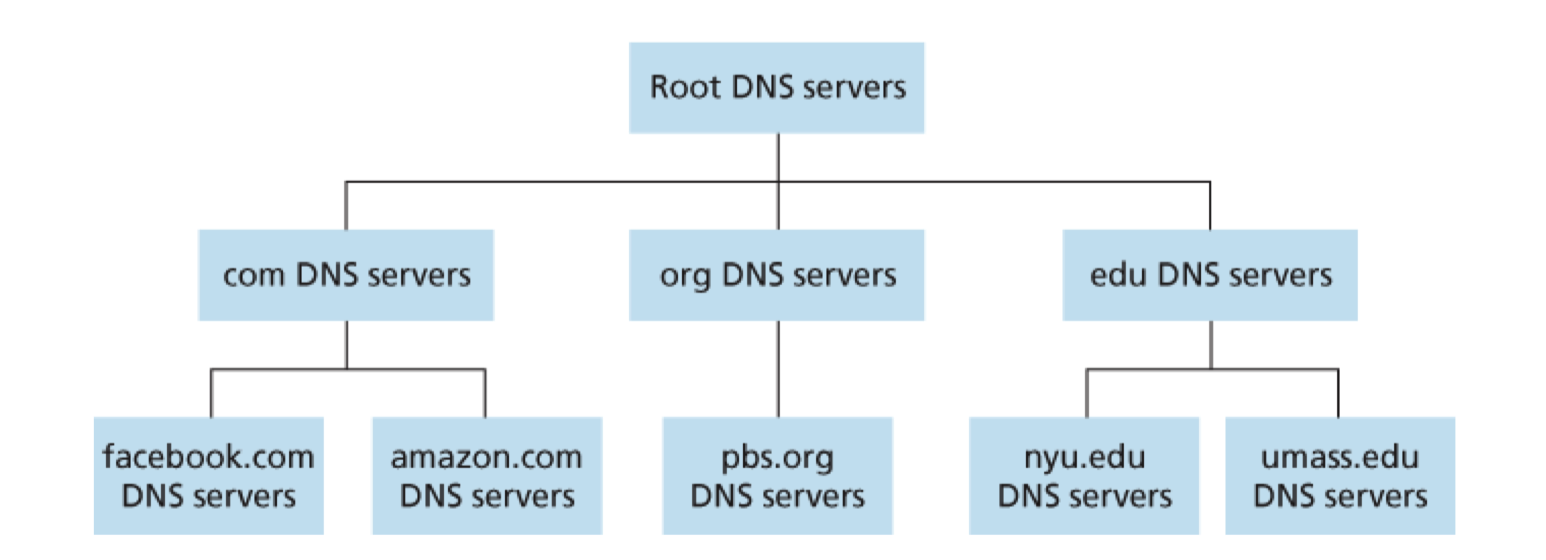 Root DNS servers
com DNS servers
org DNS servers
edu DNS servers
facebook.com
DNS servers
amazon.com
DNS servers
pbs.org
DNS servers
nyu.edu
DNS servers
umass.edu
DNS servers